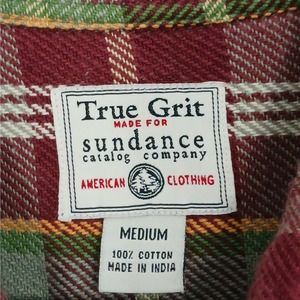 True Grit
MADE FOR
sundance
catalog company
AMERICAN CLOTHING
MEDIUM
100% COTTON
MADE IN INDIA